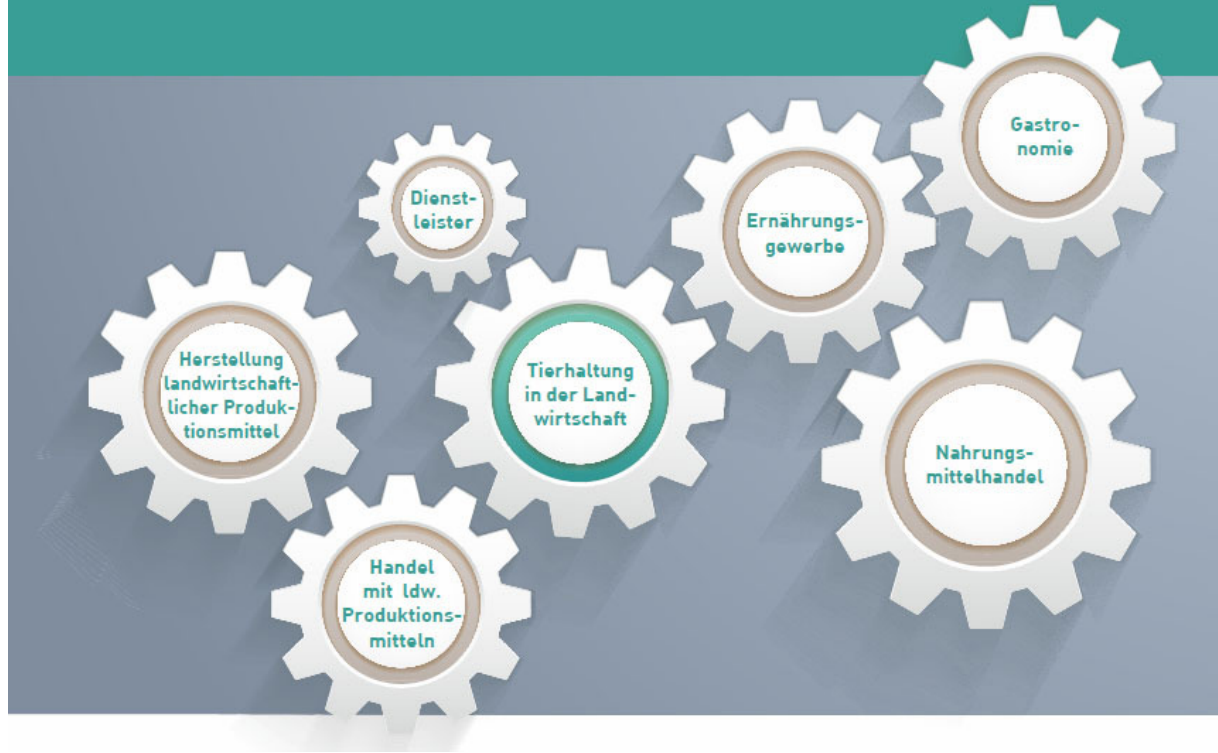 Gastro-
nomie
Dienst-
leister
Ernährungs-
gewerbe
Herstellung
landwirtschaft-
licher Produk-
tionsmittel
Tierhaltung
in der Land-
wirtschaft
Nahrungs-
mittelhandel
Handel
mit ldw.
Produktions-
mitteln